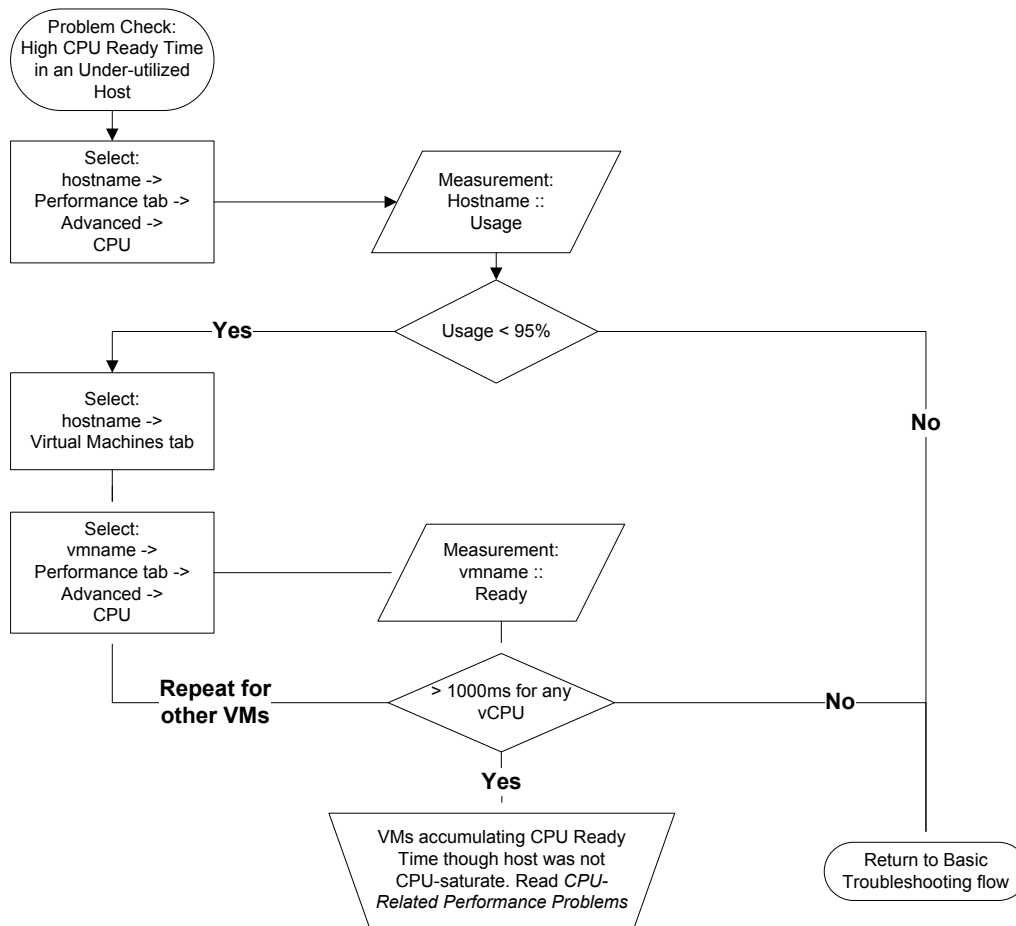 Problem Check:
High CPU Ready Time
in an Under-utilized
Host
Select:
hostname ->
Performance tab ->
Advanced ->
CPU
Measurement:
Hostname ::
Usage
Usage < 95%
Yes
No
Select:
hostname ->
Virtual Machines tab
Select:
vmname ->
Performance tab ->
Advanced ->
CPU
Measurement:
vmname ::
Ready
> 1000ms for any
vCPU
Repeat for
other VMs
No
Yes
VMs accumulating CPU Ready
Time though host was not
CPU-saturate. Read CPU-
Related Performance Problems
Return to Basic
Troubleshooting flow